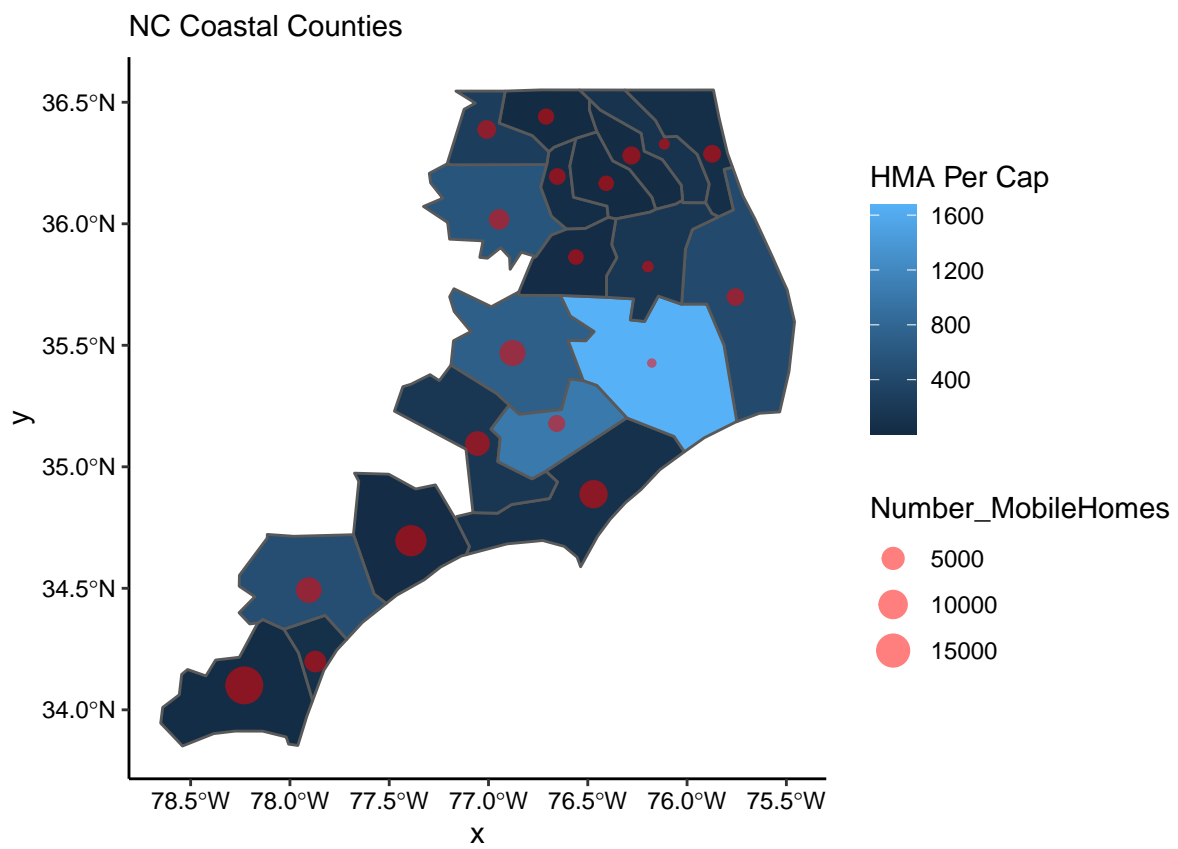 NC Coastal Counties
36.5°N
36.0°N
35.5°N
35.0°N
34.5°N
34.0°N
y
78.5°W 78.0°W 77.5°W 77.0°W 76.5°W 76.0°W 75.5°W
x
HMA Per Cap
1600
1200
800
400
Number_MobileHomes
5000
10000
15000